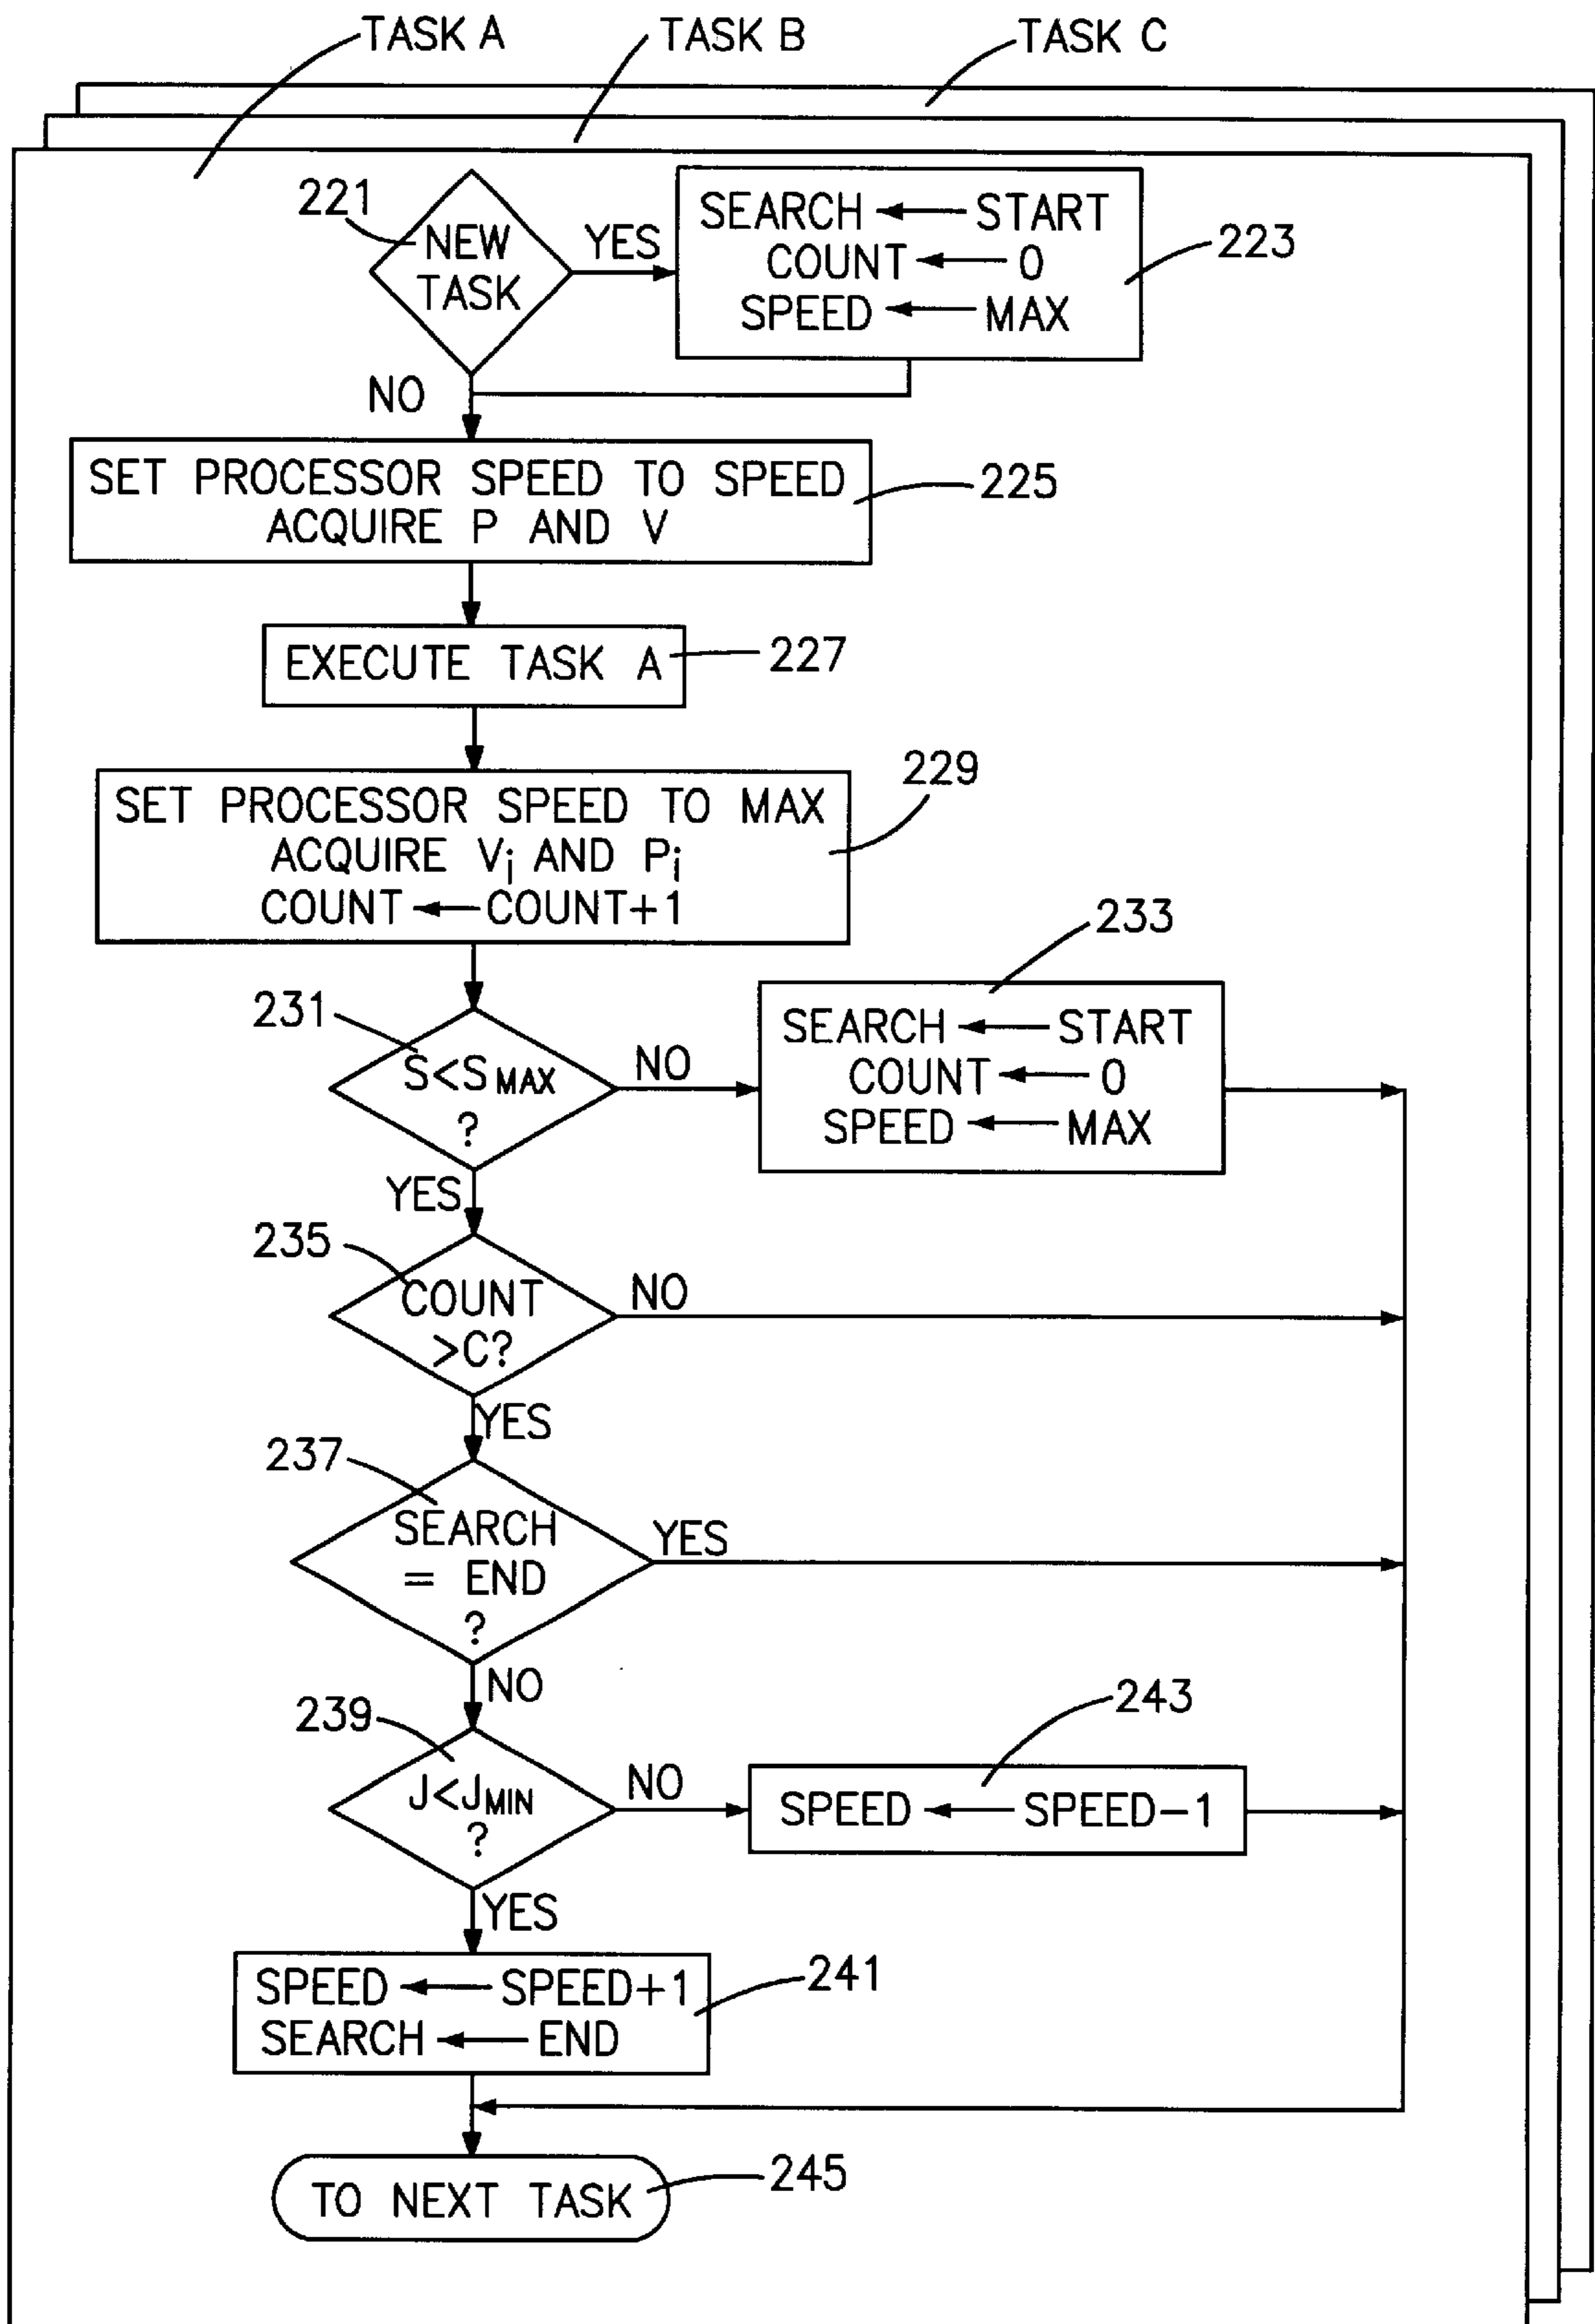 TASK A
TASK B
TASK C
221
NEW
TASK
YES
SEARCH ← START
COUNT ← 0
SPEED ← MAX
223
NO
SET PROCESSOR SPEED TO SPEED
ACQUIRE P AND V
225
EXECUTE TASK A
227
229
SET PROCESSOR SPEED TO MAX
ACQUIRE Vi AND Pi
COUNT ← COUNT+1
233
231
S<SMAX
?
NO
SEARCH ← START
COUNT ← 0
SPEED ← MAX
YES
235
COUNT
>C?
NO
YES
237
SEARCH
= END
?
YES
NO
239
J<JMIN
?
NO
243
SPEED ← SPEED-1
YES
SPEED ← SPEED+1
SEARCH ← END
241
TO NEXT TASK
245